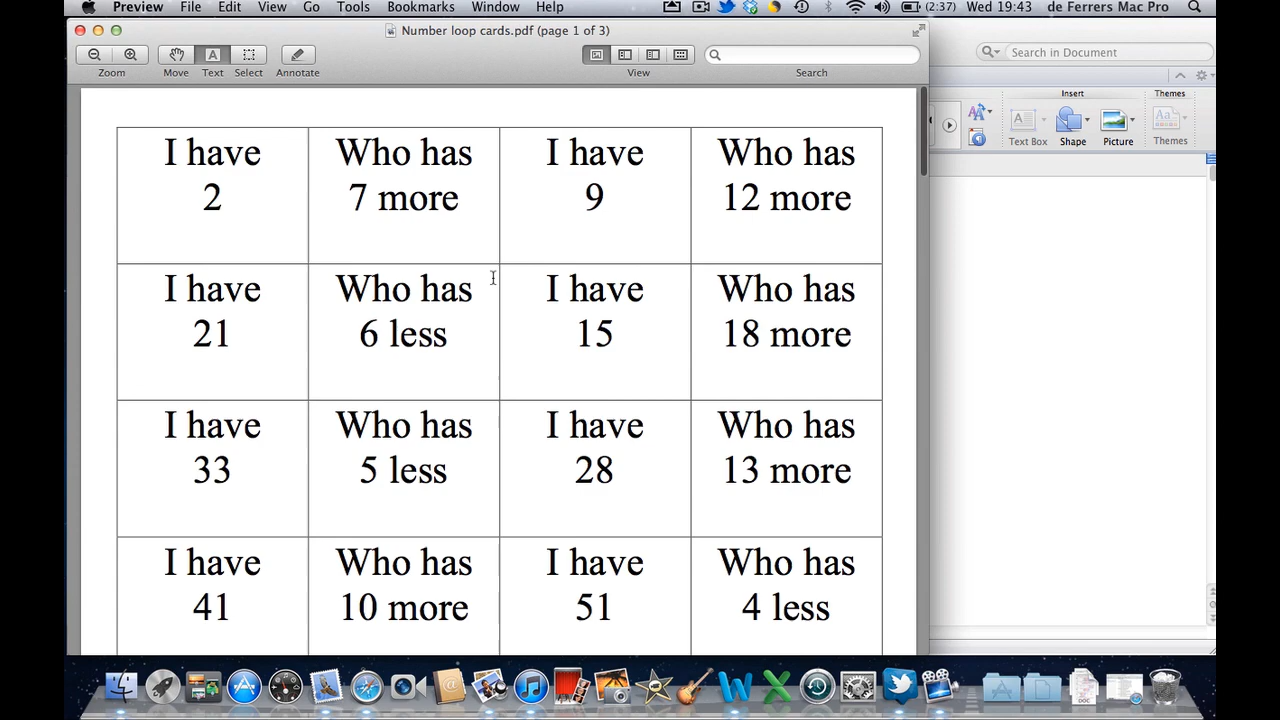 Preview File Edit View Go Tools Bookmarks Window Help (2:37) Wed 19:43 de Ferrers Mac Pro
Number loop cards.pdf (page 1 of 3)
Zoom Move Text Select Annotate View Search
Search in Document
Insert Themes
Text Box Shape Picture Themes
I have Who has I have Who has
2 7 more 9 12 more
I have Who has I have Who has
21 6 less 15 18 more
I have Who has I have Who has
33 5 less 28 13 more
I have Who has I have Who has
41 10 more 51 4 less